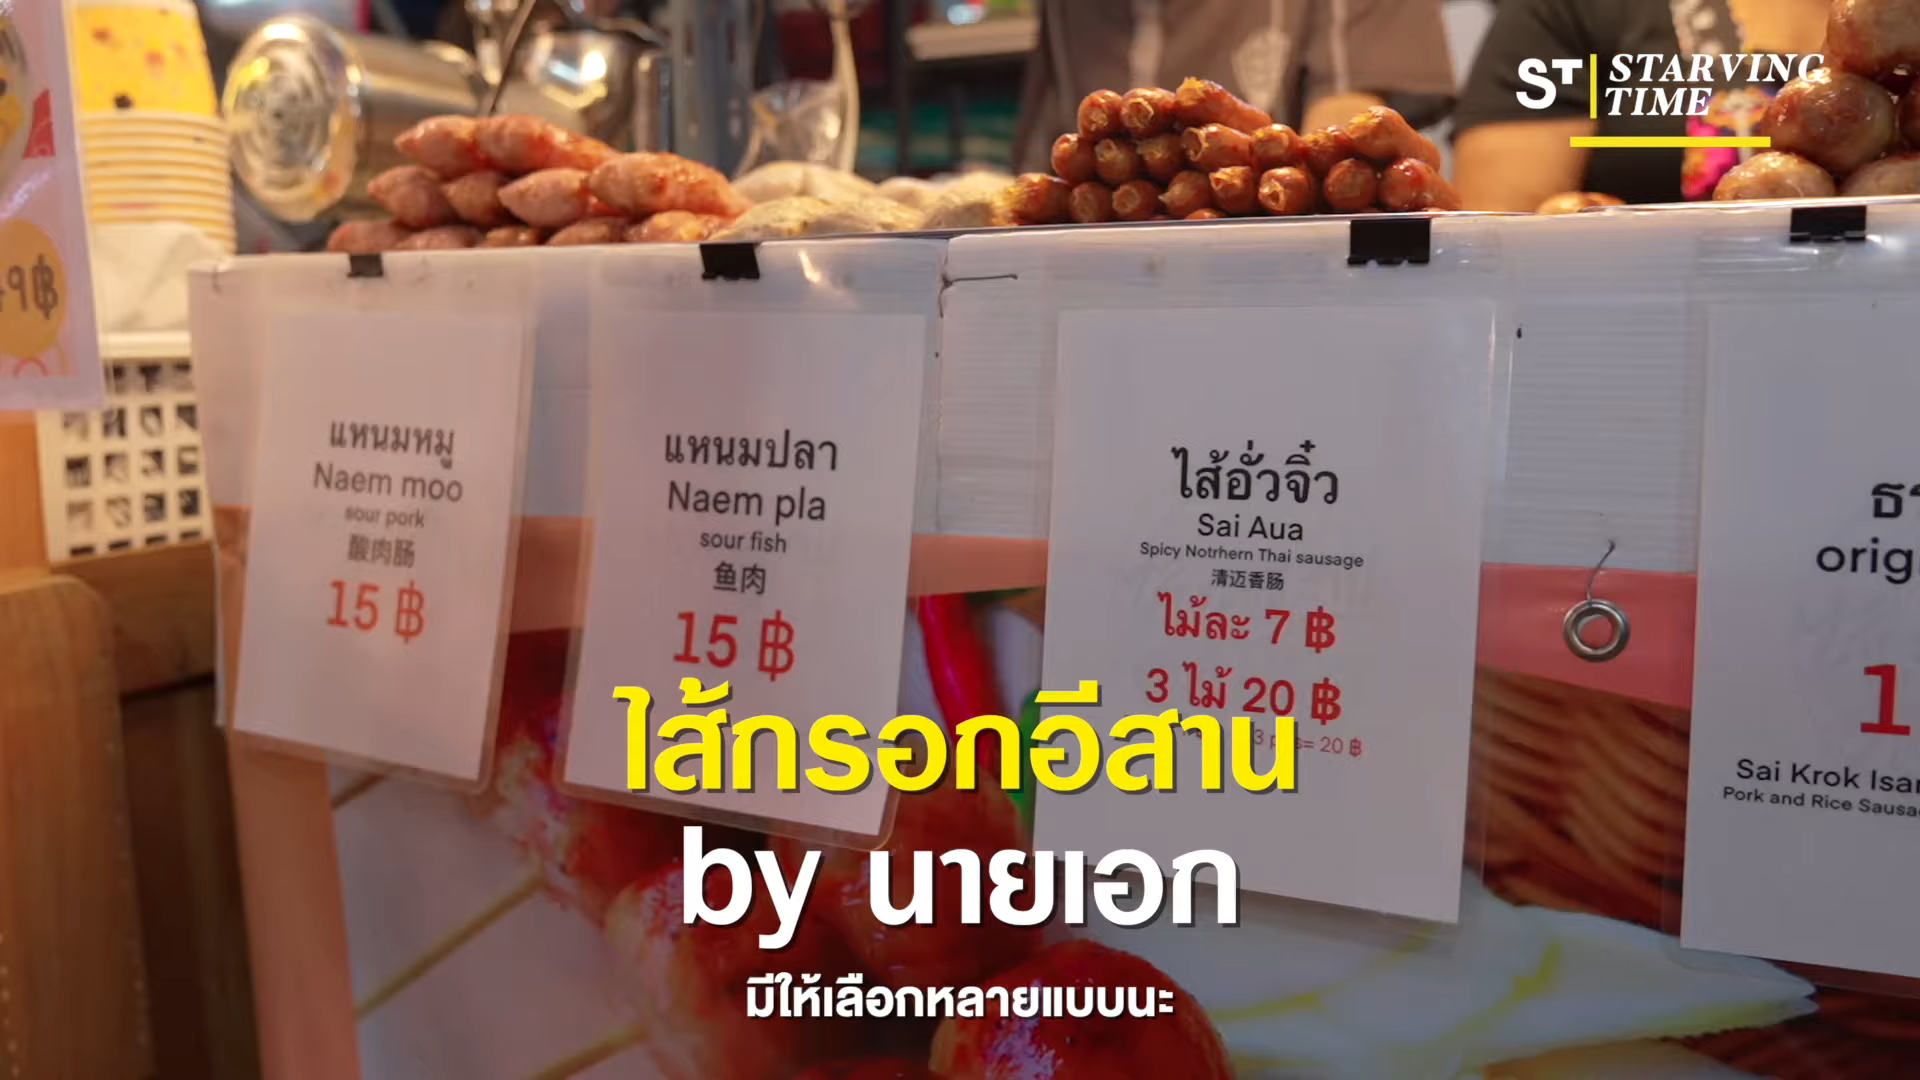 ST STARVING
TIME
แหนมหมู
Naem moo
sour pork
酸肉肠
15 ฿
แหนมปลา
Naem pla
sour fish
鱼肉
15 ฿
ไส้อั่วจิ๋ว
Sai Aua
Spicy Notrhern Thai sausage
清迈香肠
ไม้ละ 7 ฿
3 ไม้ 20 ฿
= 20 ฿
Sai Krok
Pork and Rice
ไส้กรอกอีสาน
by นายเอก
มีให้เลือกหลายแบบนะ